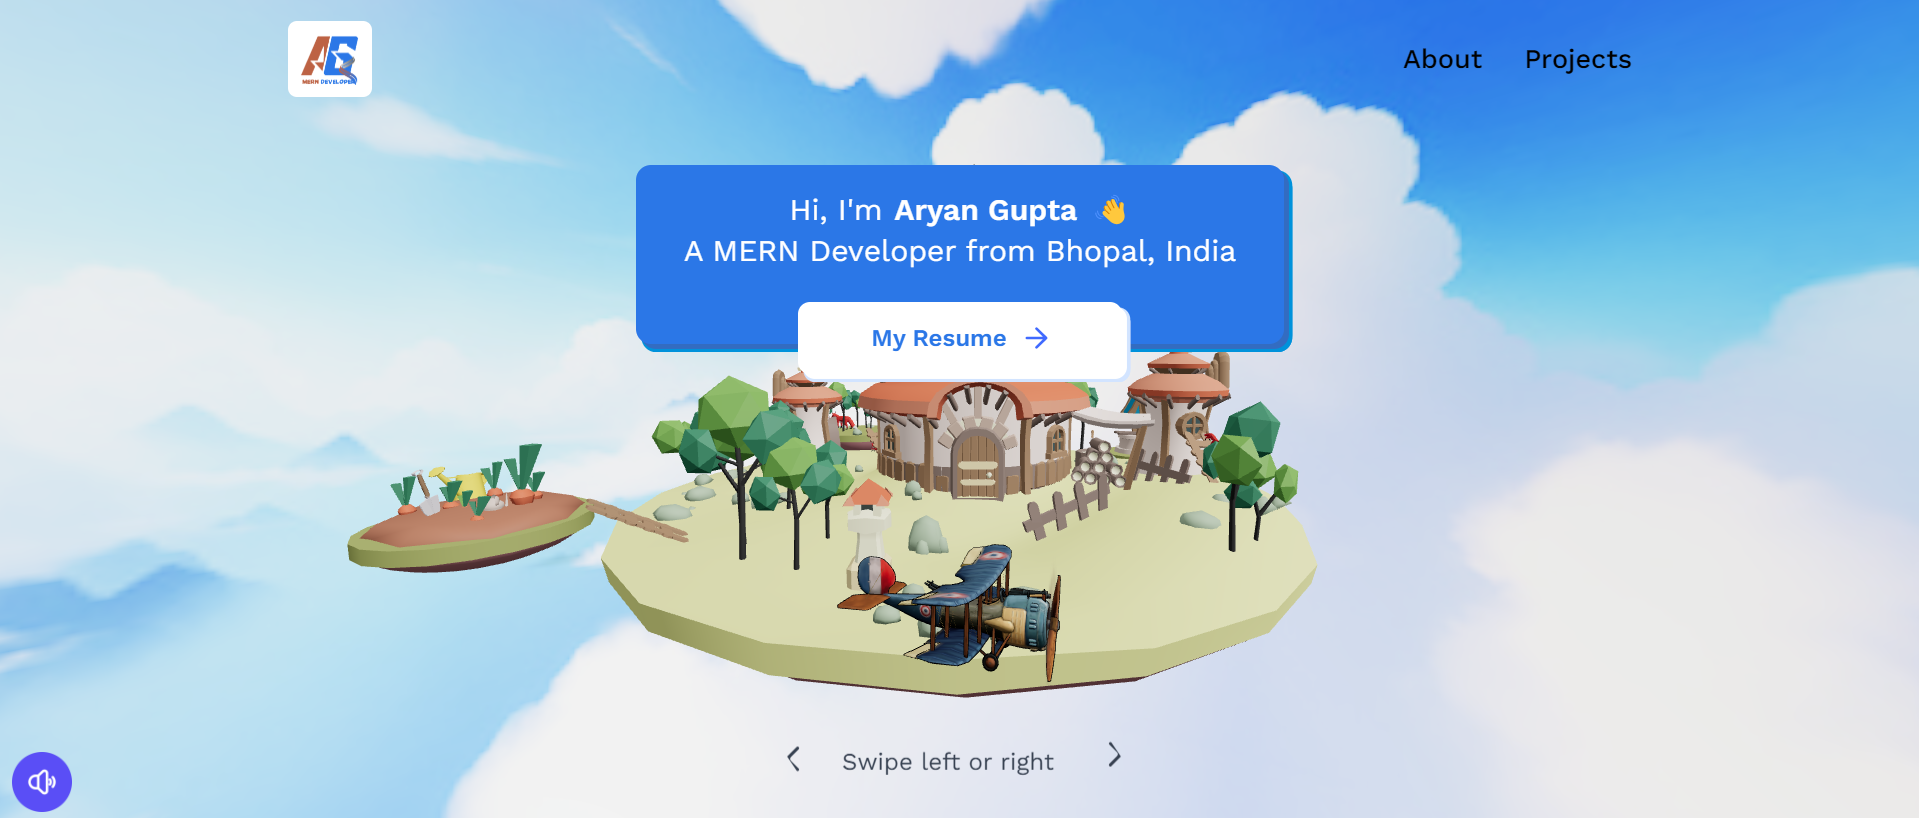 AG
MERN DEVELOPER
About
Projects
Hi, I'm Aryan Gupta 👋
A MERN Developer from Bhopal, India
My Resume
Swipe left or right